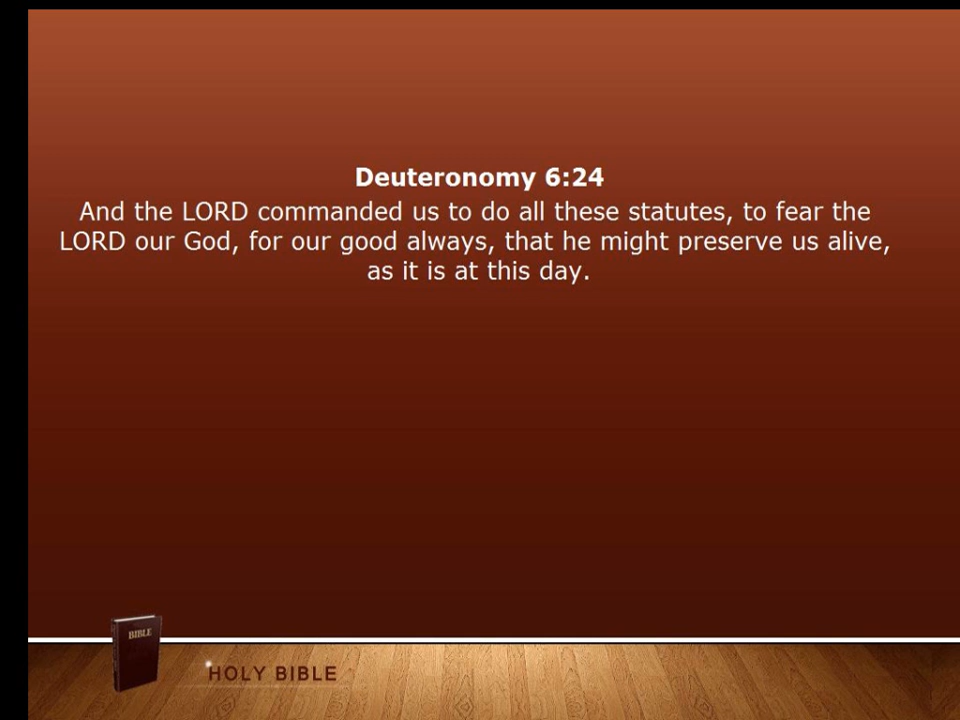 Deuteronomy 6:24
And the LORD commanded us to do all these statutes, to fear the
LORD our God, for our good always, that he might preserve us alive,
as it is at this day.
BIBLE
HOLY BIBLE